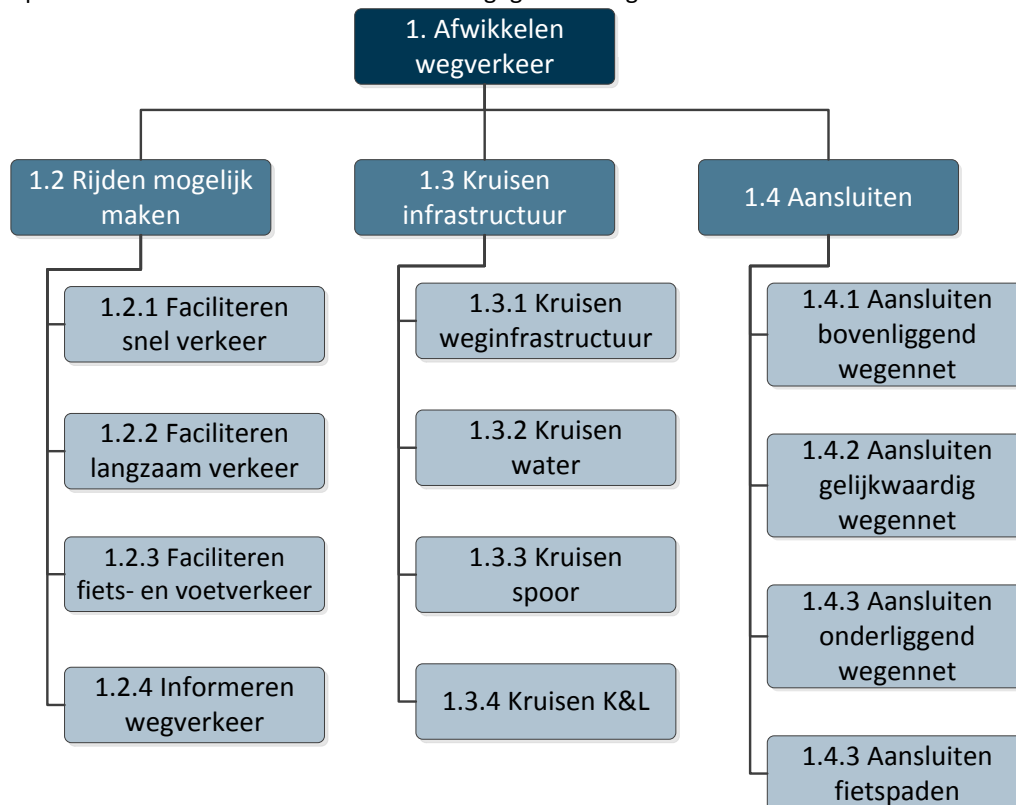 1. Afwikkelen
wegverkeer
1.2 Rijden mogelijk
maken
1.3 Kruisen
infrastructuur
1.4 Aansluiten
1.2.1 Faciliteren
snel verkeer
1.2.2 Faciliteren
langzaam verkeer
1.2.3 Faciliteren
fiets- en voetverkeer
1.2.4 Informeren
wegverkeer
1.3.1 Kruisen
weginfrastructuur
1.3.2 Kruisen
water
1.3.3 Kruisen
spoor
1.3.4 Kruisen K&L
1.4.1 Aansluiten
bovenliggend
wegennet
1.4.2 Aansluiten
gelijkwaardig
wegennet
1.4.3 Aansluiten
onderliggend
wegennet
1.4.3 Aansluiten
fietspaden